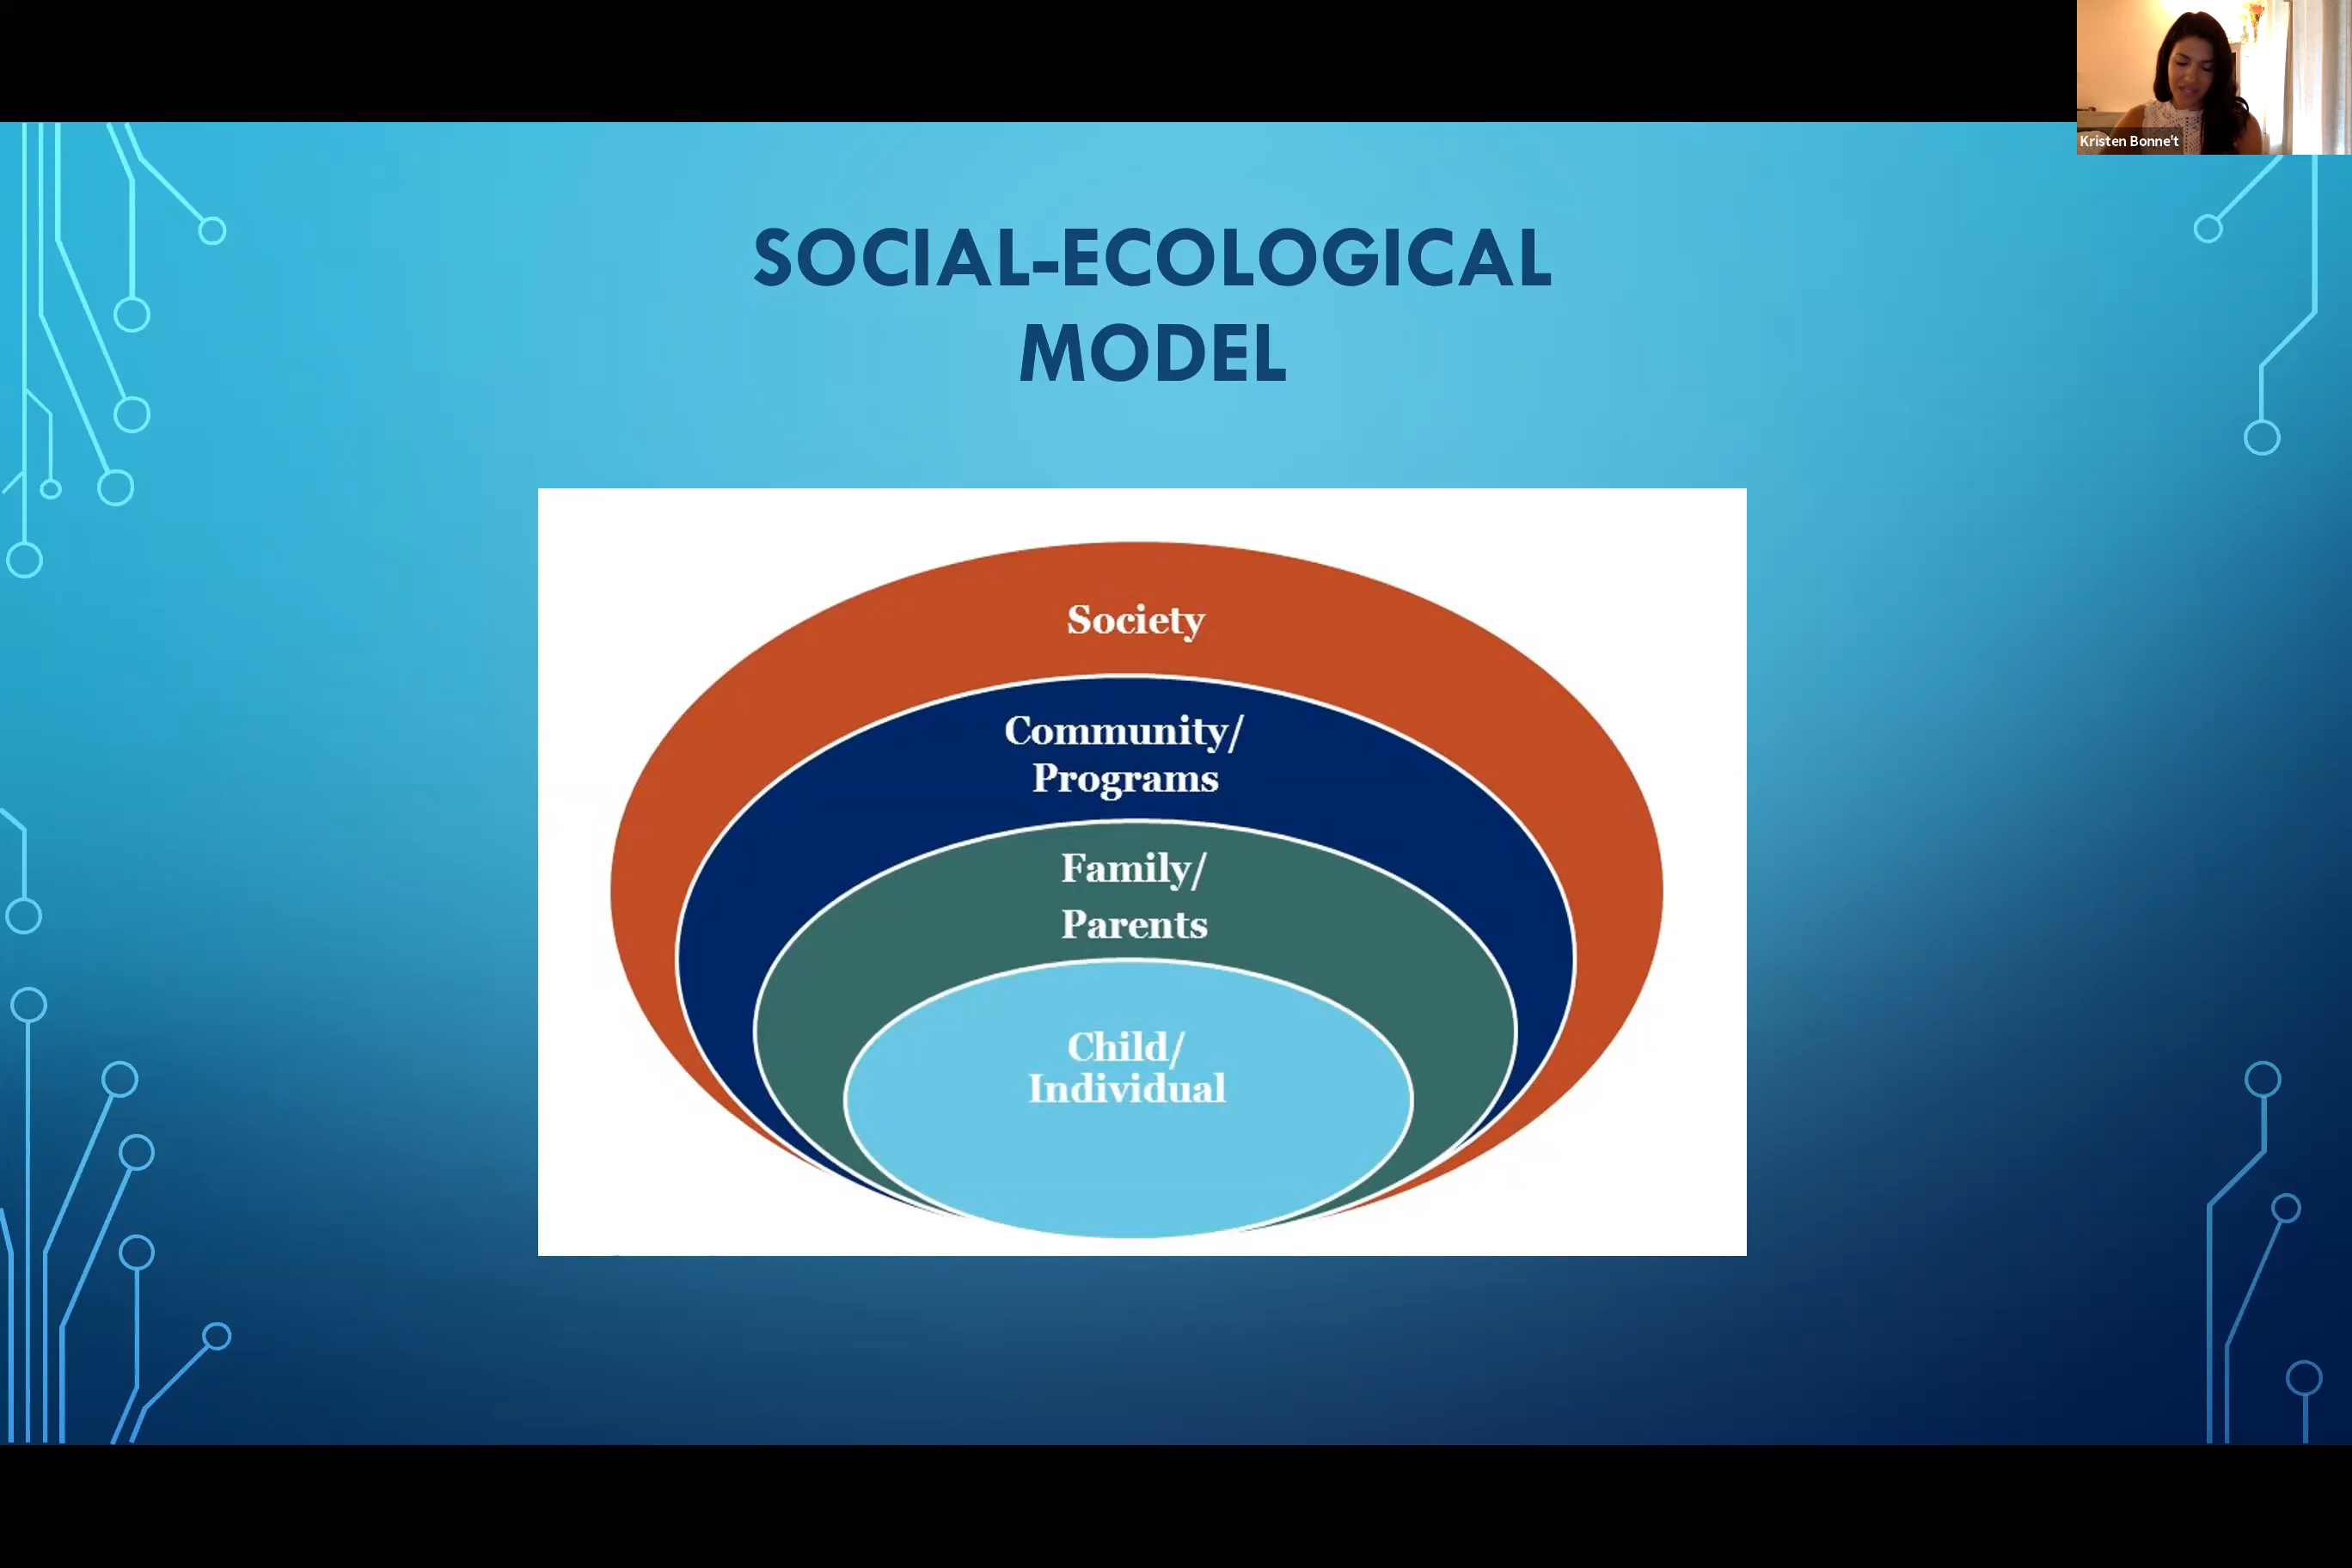 Kristen Bonne't
SOCIAL-ECOLOGICAL
MODEL
Society
Community/
Programs
Family/
Parents
Child/
Individual